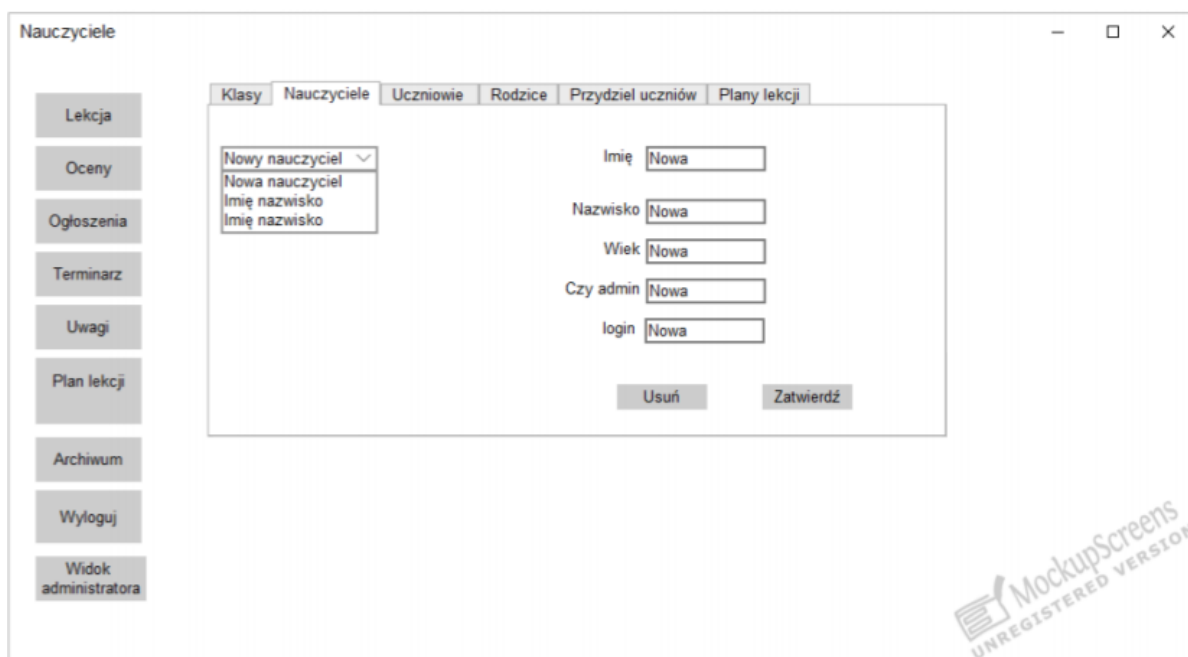 Nauczyciele
Lekcja
Oceny
Ogłoszenia
Terminarz
Uwagi
Plan lekcji
Archiwum
Wyloguj
Widok
administratora
Klasy Nauczyciele Uczniowie Rodzice Przydziel uczniów Plany lekcji
Nowy nauczyciel
Nowa nauczyciel
Imię nazwisko
Imię nazwisko
Imię Nowa
Nazwisko Nowa
Wiek Nowa
Czy admin Nowa
login Nowa
Usuń Zatwierdź
MockupScreens
UNREGISTERED VERSION